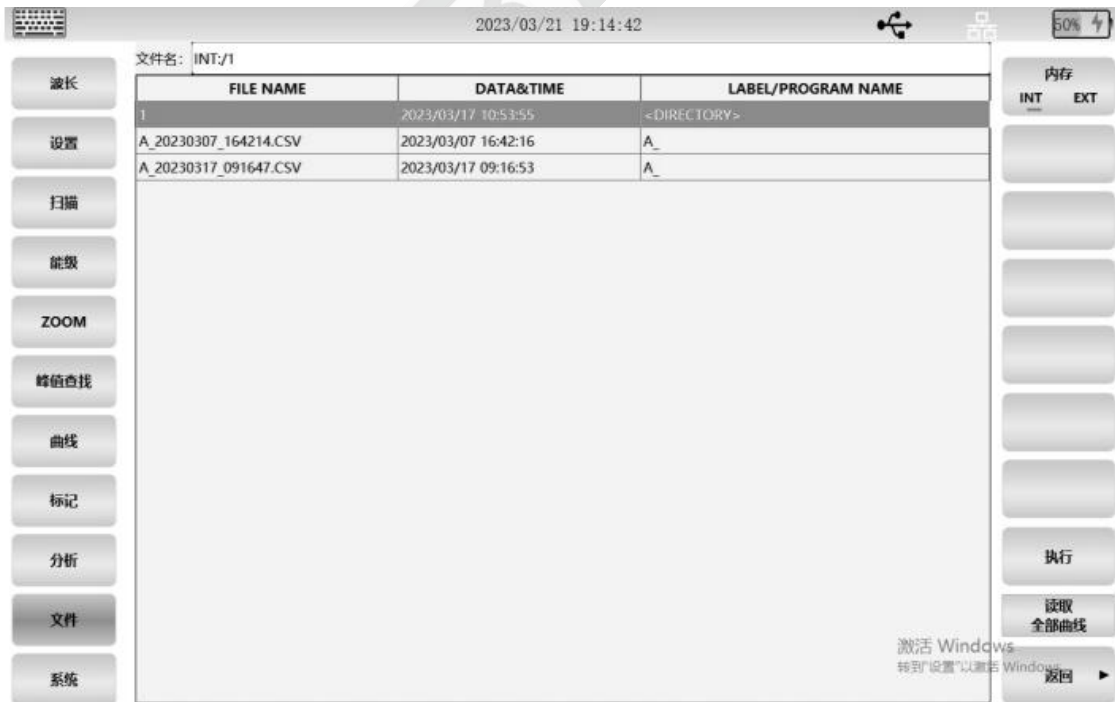 2023/03/21 19:14:42
50%
文件名: INT:/1
FILE NAME DATA&TIME LABEL/PROGRAM NAME
1 2023/03/17 10:53:55 <DIRECTORY>
A_20230307_164214.CSV 2023/03/07 16:42:16 A_
A_20230317_091647.CSV 2023/03/17 09:16:53 A_
波长
设置
扫描
能级
ZOOM
峰值查找
曲线
标记
分析
文件
系统
内存
INT EXT
执行
读取
全部曲线
返回
激活 Windows
转到"设置"以激活 Windows